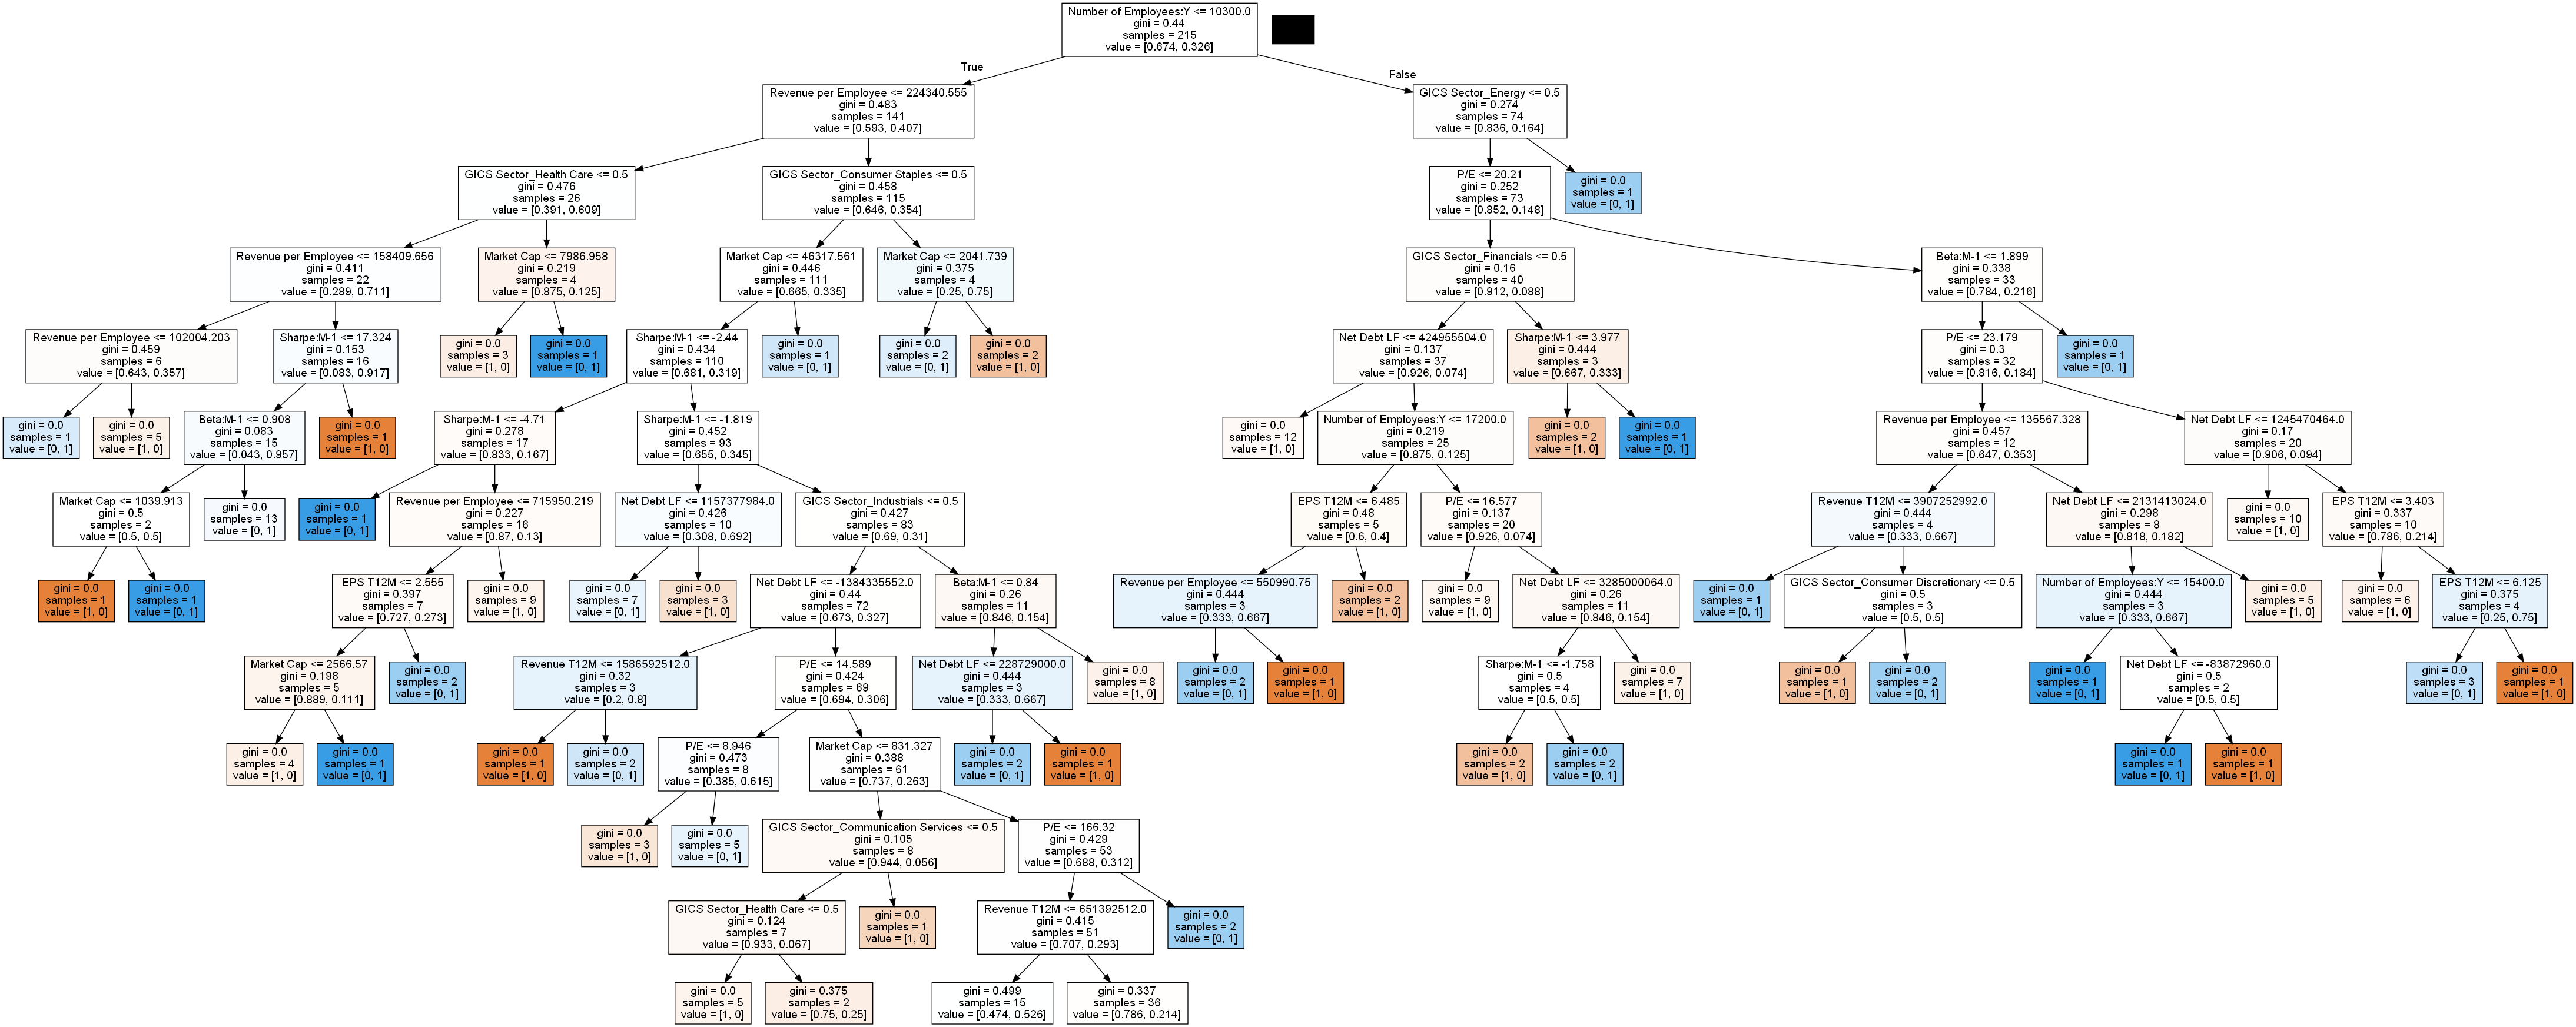 Number of Employees:Y <= 10300.0
gini = 0.44
samples = 215
value = [0.674, 0.326]
True
False
Revenue per Employee <= 224340.555
gini = 0.483
samples = 141
value = [0.593, 0.407]
GICS Sector_Energy <= 0.5
gini = 0.274
samples = 74
value = [0.836, 0.164]
GICS Sector_Health Care <= 0.5
gini = 0.476
samples = 26
value = [0.391, 0.609]
GICS Sector_Consumer Staples <= 0.5
gini = 0.458
samples = 115
value = [0.646, 0.354]
P/E <= 20.21
gini = 0.252
samples = 73
value = [0.852, 0.148]
gini = 0.0
samples = 1
value = [0, 1]
Revenue per Employee <= 158409.656
gini = 0.411
samples = 22
value = [0.289, 0.711]
Market Cap <= 7986.958
gini = 0.219
samples = 4
value = [0.875, 0.125]
Market Cap <= 46317.561
gini = 0.446
samples = 111
value = [0.665, 0.335]
Market Cap <= 2041.739
gini = 0.375
samples = 4
value = [0.25, 0.75]
GICS Sector_Financials <= 0.5
gini = 0.16
samples = 40
value = [0.912, 0.088]
Beta:M-1 <= 1.899
gini = 0.338
samples = 33
value = [0.784, 0.216]
Revenue per Employee <= 102004.203
gini = 0.459
samples = 6
value = [0.643, 0.357]
Sharpe:M-1 <= 17.324
gini = 0.153
samples = 16
value = [0.083, 0.917]
gini = 0.0
samples = 3
value = [1, 0]
gini = 0.0
samples = 1
value = [0, 1]
Sharpe:M-1 <= -2.44
gini = 0.434
samples = 110
value = [0.681, 0.319]
gini = 0.0
samples = 1
value = [0, 1]
gini = 0.0
samples = 2
value = [0, 1]
gini = 0.0
samples = 2
value = [1, 0]
Net Debt LF <= 424955504.0
gini = 0.137
samples = 37
value = [0.926, 0.074]
Sharpe:M-1 <= 3.977
gini = 0.444
samples = 3
value = [0.667, 0.333]
P/E <= 23.179
gini = 0.3
samples = 32
value = [0.816, 0.184]
gini = 0.0
samples = 1
value = [0, 1]
gini = 0.0
samples = 1
value = [0, 1]
gini = 0.0
samples = 5
value = [1, 0]
Beta:M-1 <= 0.908
gini = 0.083
samples = 15
value = [0.043, 0.957]
gini = 0.0
samples = 1
value = [1, 0]
Sharpe:M-1 <= -4.71
gini = 0.278
samples = 17
value = [0.833, 0.167]
Sharpe:M-1 <= -1.819
gini = 0.452
samples = 93
value = [0.655, 0.345]
gini = 0.0
samples = 12
value = [1, 0]
Number of Employees:Y <= 17200.0
gini = 0.219
samples = 25
value = [0.875, 0.125]
gini = 0.0
samples = 2
value = [1, 0]
gini = 0.0
samples = 1
value = [0, 1]
Revenue per Employee <= 135567.328
gini = 0.457
samples = 12
value = [0.647, 0.353]
Net Debt LF <= 1245470464.0
gini = 0.17
samples = 20
value = [0.906, 0.094]
Market Cap <= 1039.913
gini = 0.5
samples = 2
value = [0.5, 0.5]
gini = 0.0
samples = 13
value = [0, 1]
gini = 0.0
samples = 1
value = [0, 1]
Revenue per Employee <= 715950.219
gini = 0.227
samples = 16
value = [0.87, 0.13]
Net Debt LF <= 1157377984.0
gini = 0.426
samples = 10
value = [0.308, 0.692]
GICS Sector_Industrials <= 0.5
gini = 0.427
samples = 83
value = [0.69, 0.31]
EPS T12M <= 6.485
gini = 0.48
samples = 5
value = [0.6, 0.4]
P/E <= 16.577
gini = 0.137
samples = 20
value = [0.926, 0.074]
Revenue T12M <= 3907252992.0
gini = 0.444
samples = 4
value = [0.333, 0.667]
Net Debt LF <= 2131413024.0
gini = 0.298
samples = 8
value = [0.818, 0.182]
gini = 0.0
samples = 10
value = [1, 0]
EPS T12M <= 3.403
gini = 0.337
samples = 10
value = [0.786, 0.214]
gini = 0.0
samples = 1
value = [1, 0]
gini = 0.0
samples = 1
value = [0, 1]
EPS T12M <= 2.555
gini = 0.397
samples = 7
value = [0.727, 0.273]
gini = 0.0
samples = 9
value = [1, 0]
gini = 0.0
samples = 7
value = [0, 1]
gini = 0.0
samples = 3
value = [1, 0]
Net Debt LF <= -1384335552.0
gini = 0.44
samples = 72
value = [0.673, 0.327]
Beta:M-1 <= 0.84
gini = 0.26
samples = 11
value = [0.846, 0.154]
Revenue per Employee <= 550990.75
gini = 0.444
samples = 3
value = [0.333, 0.667]
gini = 0.0
samples = 2
value = [1, 0]
gini = 0.0
samples = 9
value = [1, 0]
Net Debt LF <= 3285000064.0
gini = 0.26
samples = 11
value = [0.846, 0.154]
gini = 0.0
samples = 1
value = [0, 1]
GICS Sector_Consumer Discretionary <= 0.5
gini = 0.5
samples = 3
value = [0.5, 0.5]
Number of Employees:Y <= 15400.0
gini = 0.444
samples = 3
value = [0.333, 0.667]
gini = 0.0
samples = 5
value = [1, 0]
gini = 0.0
samples = 6
value = [1, 0]
EPS T12M <= 6.125
gini = 0.375
samples = 4
value = [0.25, 0.75]
Market Cap <= 2566.57
gini = 0.198
samples = 5
value = [0.889, 0.111]
gini = 0.0
samples = 2
value = [0, 1]
Revenue T12M <= 1586592512.0
gini = 0.32
samples = 3
value = [0.2, 0.8]
P/E <= 14.589
gini = 0.424
samples = 69
value = [0.694, 0.306]
Net Debt LF <= 228729000.0
gini = 0.444
samples = 3
value = [0.333, 0.667]
gini = 0.0
samples = 8
value = [1, 0]
gini = 0.0
samples = 2
value = [0, 1]
gini = 0.0
samples = 1
value = [1, 0]
Sharpe:M-1 <= -1.758
gini = 0.5
samples = 4
value = [0.5, 0.5]
gini = 0.0
samples = 7
value = [1, 0]
gini = 0.0
samples = 1
value = [1, 0]
gini = 0.0
samples = 2
value = [0, 1]
gini = 0.0
samples = 1
value = [0, 1]
Net Debt LF <= -83872960.0
gini = 0.5
samples = 2
value = [0.5, 0.5]
gini = 0.0
samples = 3
value = [0, 1]
gini = 0.0
samples = 1
value = [1, 0]
gini = 0.0
samples = 4
value = [1, 0]
gini = 0.0
samples = 1
value = [0, 1]
gini = 0.0
samples = 1
value = [1, 0]
gini = 0.0
samples = 2
value = [0, 1]
P/E <= 8.946
gini = 0.473
samples = 8
value = [0.385, 0.615]
Market Cap <= 831.327
gini = 0.388
samples = 61
value = [0.737, 0.263]
gini = 0.0
samples = 2
value = [0, 1]
gini = 0.0
samples = 1
value = [1, 0]
gini = 0.0
samples = 2
value = [1, 0]
gini = 0.0
samples = 2
value = [0, 1]
gini = 0.0
samples = 1
value = [0, 1]
gini = 0.0
samples = 1
value = [1, 0]
gini = 0.0
samples = 3
value = [1, 0]
gini = 0.0
samples = 5
value = [0, 1]
GICS Sector_Communication Services <= 0.5
gini = 0.105
samples = 8
value = [0.944, 0.056]
P/E <= 166.32
gini = 0.429
samples = 53
value = [0.688, 0.312]
GICS Sector_Health Care <= 0.5
gini = 0.124
samples = 7
value = [0.933, 0.067]
gini = 0.0
samples = 1
value = [1, 0]
Revenue T12M <= 651392512.0
gini = 0.415
samples = 51
value = [0.707, 0.293]
gini = 0.0
samples = 2
value = [0, 1]
gini = 0.0
samples = 5
value = [1, 0]
gini = 0.375
samples = 2
value = [0.75, 0.25]
gini = 0.499
samples = 15
value = [0.474, 0.526]
gini = 0.337
samples = 36
value = [0.786, 0.214]